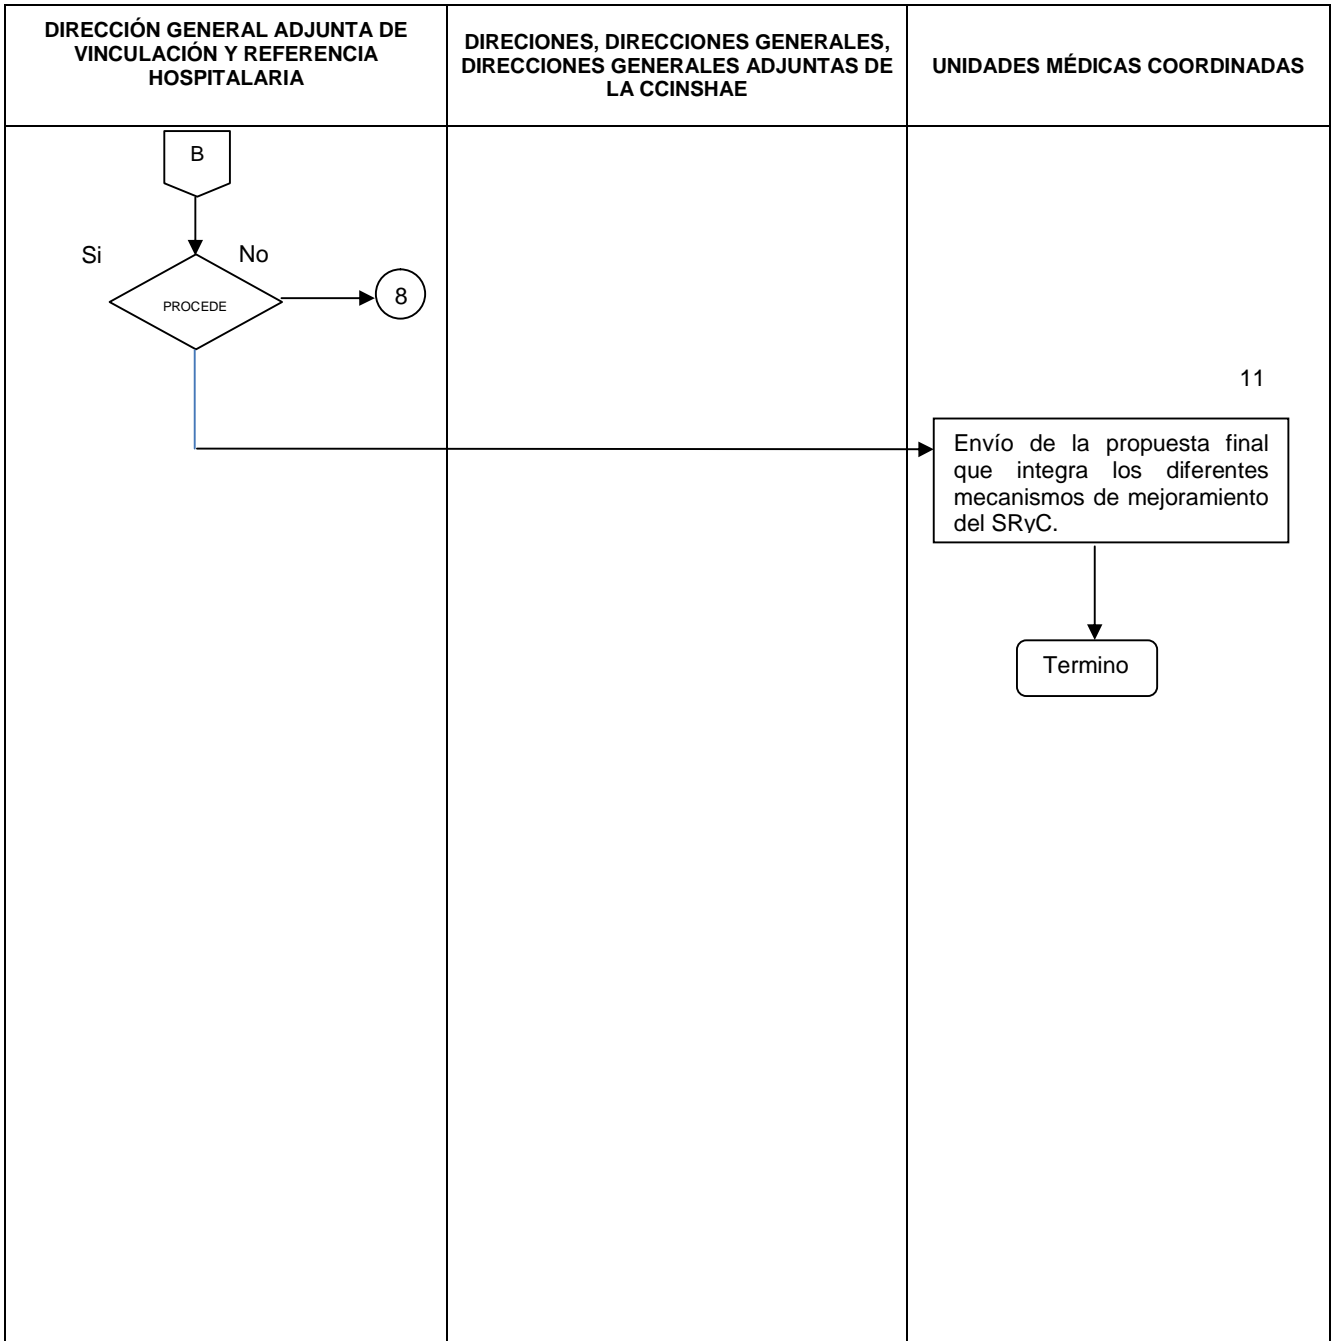 DIRECCIÓN GENERAL ADJUNTA DE
VINCULACIÓN Y REFERENCIA
HOSPITALARIA
DIRECIONES, DIRECCIONES GENERALES,
DIRECCIONES GENERALES ADJUNTAS DE
LA CCINSHAE
UNIDADES MÉDICAS COORDINADAS
B
Si
No
PROCEDE
8
11
Envío de la propuesta final
que integra los diferentes
mecanismos de mejoramiento
del SRyC.
Termino